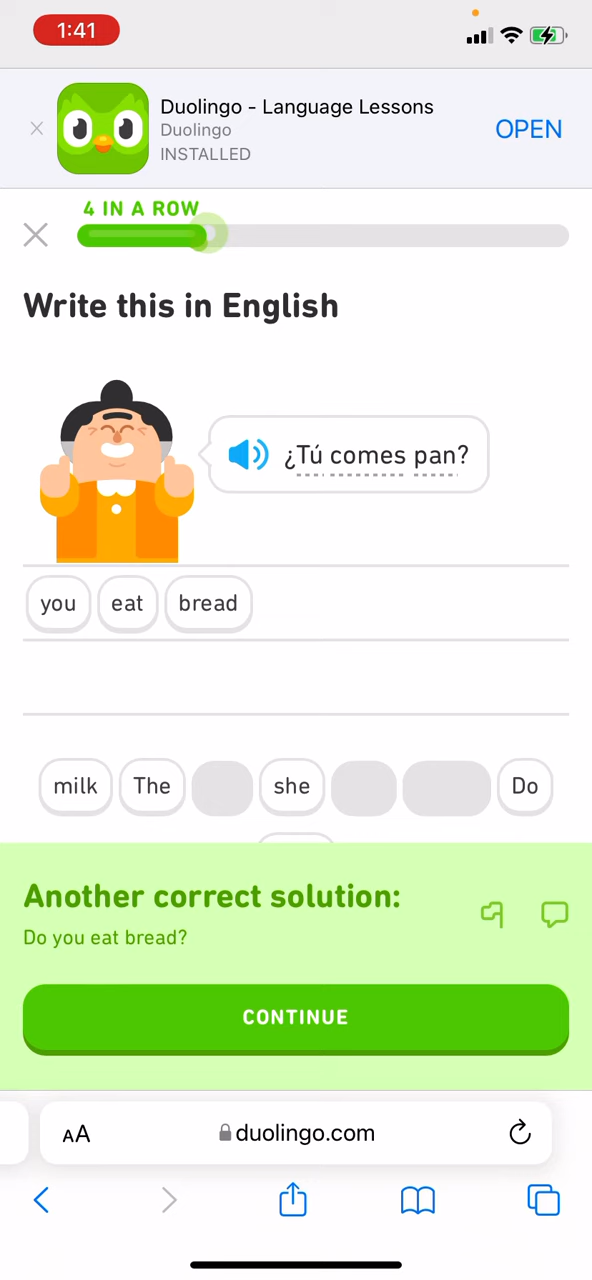 1:41
Duolingo - Language Lessons
Duolingo
INSTALLED
OPEN
4 IN A ROW
Write this in English
¿Tú comes pan?
you eat bread
milk The she Do
Another correct solution:
Do you eat bread?
CONTINUE
AA duolingo.com